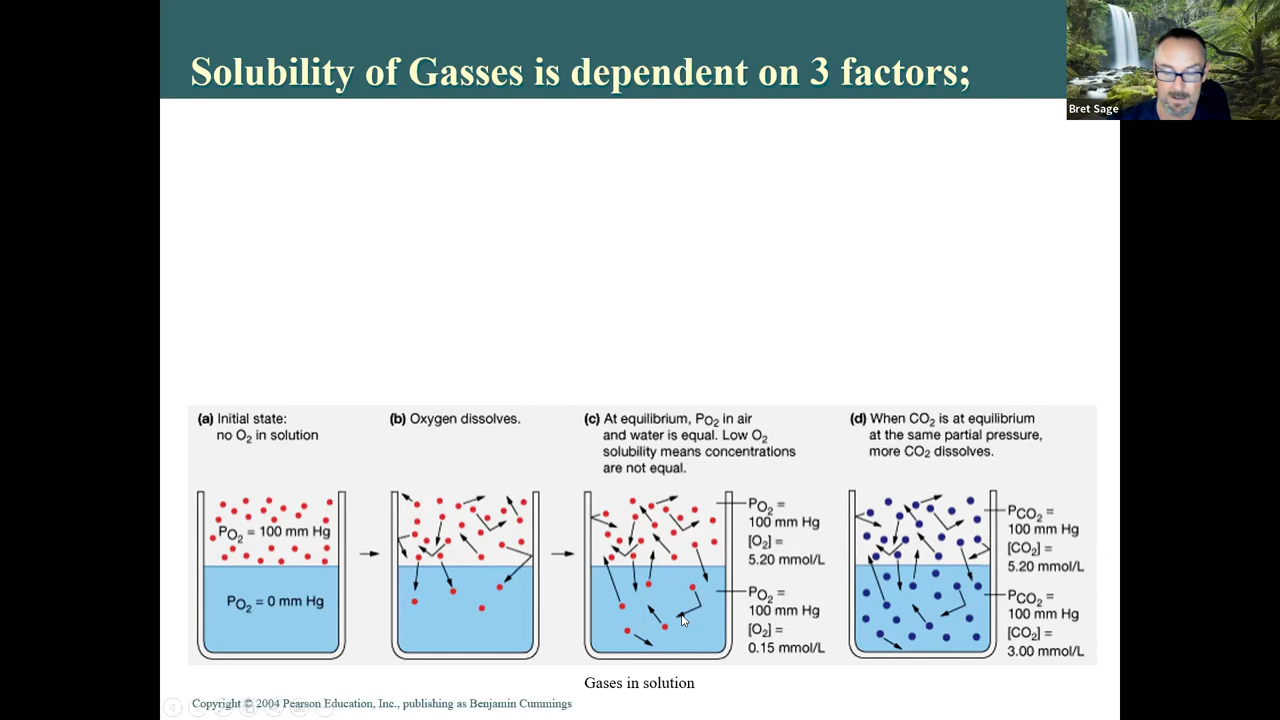 Solubility of Gasses is dependent on 3 factors;
Bret Sage
(a) Initial state:
no O₂ in solution
PO₂ = 100 mm Hg
PO₂ = 0 mm Hg
(b) Oxygen dissolves.
(c) At equilibrium, PO₂ in air
and water is equal. Low O₂
solubility means concentrations
are not equal.
PO₂ =
100 mm Hg
[O₂] =
5.20 mmol/L
PO₂ =
100 mm Hg
[O₂] =
0.15 mmol/L
(d) When CO₂ is at equilibrium
at the same partial pressure,
more CO₂ dissolves.
PCO₂ =
100 mm Hg
[CO₂] =
5.20 mmol/L
PCO₂ =
100 mm Hg
[CO₂] =
3.00 mmol/L
Gases in solution
Copyright © 2004 Pearson Education, Inc., publishing as Benjamin Cummings